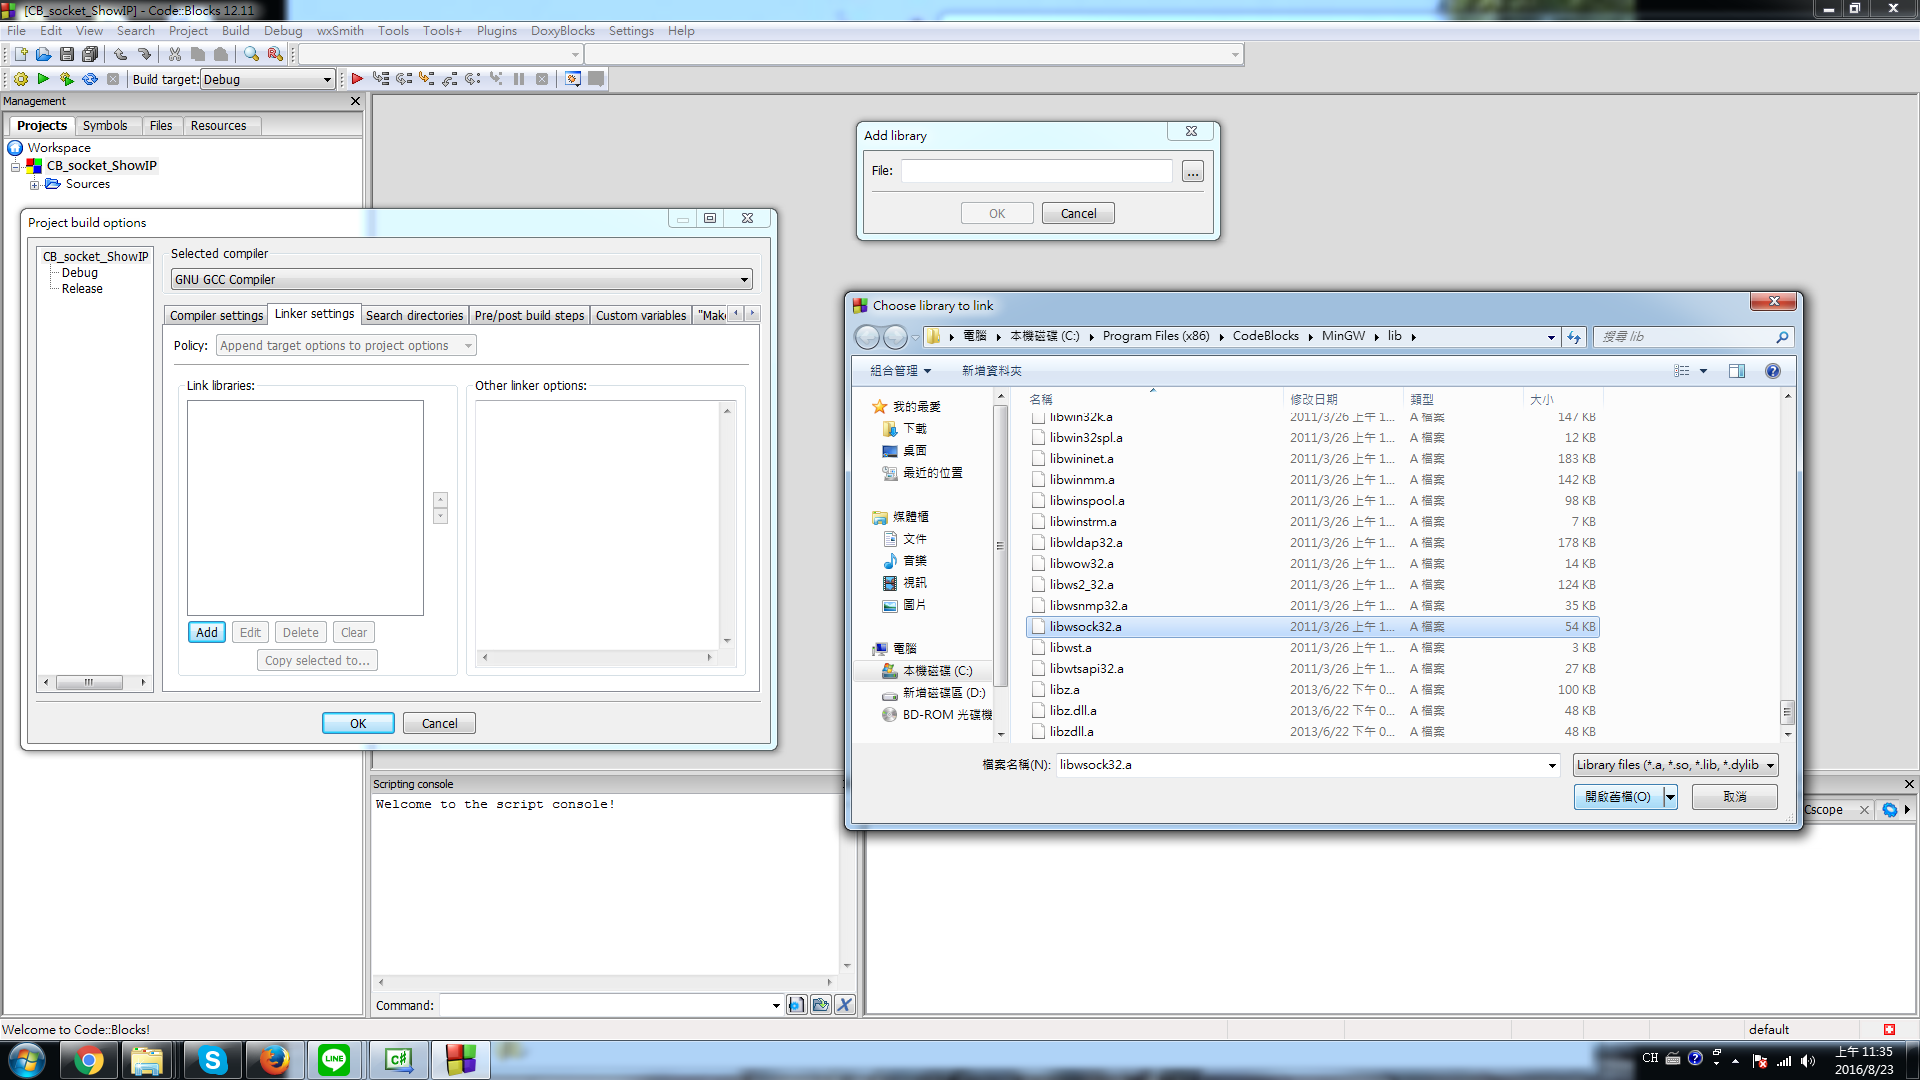 [CB_socket_ShowIP] - Code::Blocks 12.11
File Edit View Search Project Build Debug wxSmith Tools Tools+ Plugins DoxyBlocks Settings Help
Build target: Debug
Management
Projects Symbols Files Resources
Workspace
CB_socket_ShowIP
Sources
Project build options
CB_socket_ShowIP
Debug
Release
Selected compiler
GNU GCC Compiler
Compiler settings Linker settings Search directories Pre/post build steps Custom variables "Make
Policy: Append target options to project options
Link libraries:
Other linker options:
Add Edit Delete Clear
Copy selected to...
OK Cancel
Add library
File:
...
OK Cancel
Choose library to link
電腦 本機磁碟 (C:) Program Files (x86) CodeBlocks MinGW lib
搜尋 lib
組合管理 新增資料夾
我的最愛
下載
桌面
最近的位置
媒體櫃
文件
音樂
視訊
圖片
電腦
本機磁碟 (C:)
新增磁碟區 (D:)
BD-ROM 光碟機
名稱 修改日期 類型 大小
libwin32k.a 2011/3/26 上午 1... A 檔案 147 KB
libwin32spl.a 2011/3/26 上午 1... A 檔案 12 KB
libwininet.a 2011/3/26 上午 1... A 檔案 183 KB
libwinmm.a 2011/3/26 上午 1... A 檔案 142 KB
libwinspool.a 2011/3/26 上午 1... A 檔案 98 KB
libwinstrm.a 2011/3/26 上午 1... A 檔案 7 KB
libwldap32.a 2011/3/26 上午 1... A 檔案 178 KB
libwow32.a 2011/3/26 上午 1... A 檔案 14 KB
libws2_32.a 2011/3/26 上午 1... A 檔案 124 KB
libwsnmp32.a 2011/3/26 上午 1... A 檔案 35 KB
libwsock32.a 2011/3/26 上午 1... A 檔案 54 KB
libwst.a 2011/3/26 上午 1... A 檔案 3 KB
libwtsapi32.a 2011/3/26 上午 1... A 檔案 27 KB
libz.a 2013/6/22 下午 0... A 檔案 100 KB
libz.dll.a 2013/6/22 下午 0... A 檔案 48 KB
libzdll.a 2013/6/22 下午 0... A 檔案 48 KB
檔案名稱(N): libwsock32.a
Library files (*.a, *.so, *.lib, *.dylib
開啟舊檔(O) 取消
Scripting console
Welcome to the script console!
Command:
Cscope
Welcome to Code::Blocks!
default
LINE
CH
上午 11:35
2016/8/23